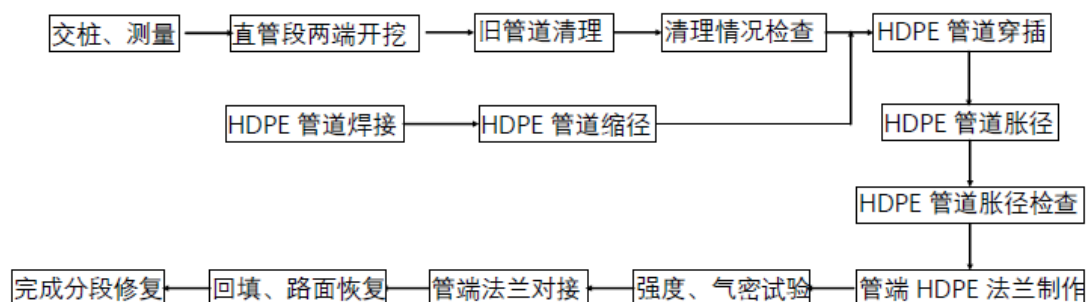 交桩、测量
直管段两端开挖
旧管道清理
清理情况检查
HDPE 管道穿插
HDPE 管道焊接
HDPE 管道缩径
HDPE 管道胀径
HDPE 管道胀径检查
完成分段修复
回填、路面恢复
管端法兰对接
强度、气密试验
管端 HDPE 法兰制作